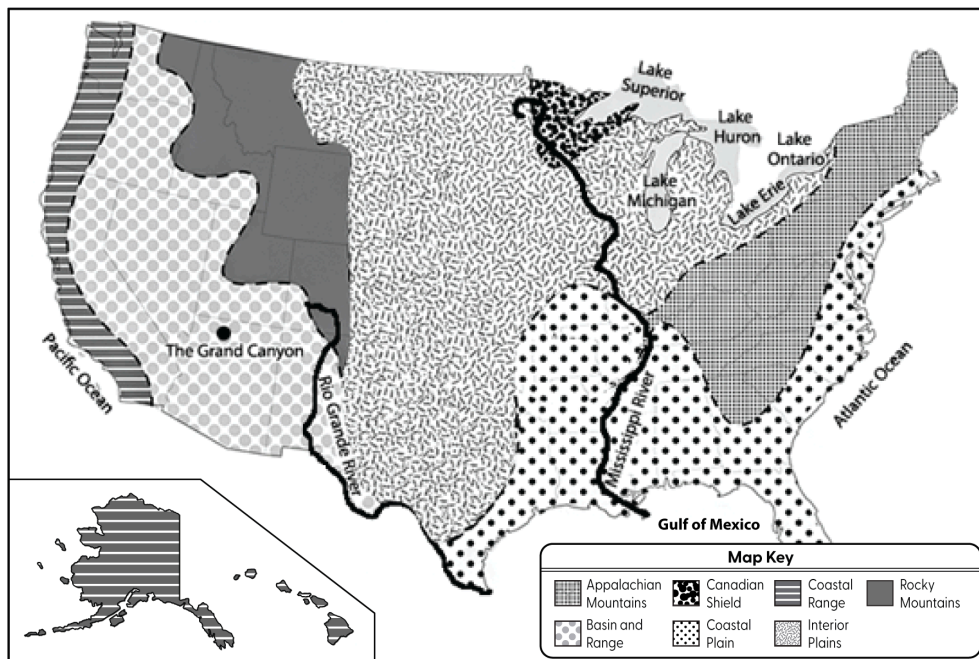 Lake
Superior
Lake
Huron
Lake
Ontario
Lake
Michigan
Lake Erie
The Grand Canyon
Pacific Ocean
Rio Grande River
Mississippi River
Atlantic Ocean
Gulf of Mexico
Map Key
Appalachian
Mountains
Canadian
Shield
Coastal
Range
Rocky
Mountains
Basin and
Range
Coastal
Plain
Interior
Plains